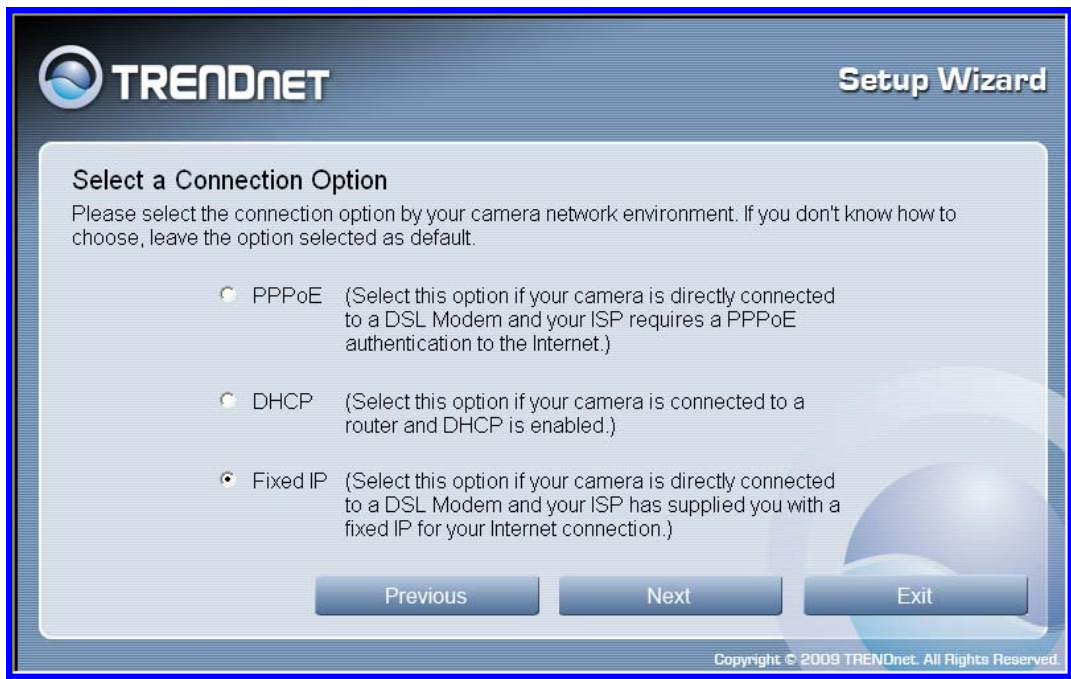 TRENDNET
Setup Wizard
Select a Connection Option
Please select the connection option by your camera network environment. If you don't know how to
choose, leave the option selected as default.
PPPoE (Select this option if your camera is directly connected
to a DSL Modem and your ISP requires a PPPoE
authentication to the Internet.)
DHCP (Select this option if your camera is connected to a
router and DHCP is enabled.)
Fixed IP (Select this option if your camera is directly connected
to a DSL Modem and your ISP has supplied you with a
fixed IP for your Internet connection.)
Previous Next Exit
Copyright © 2009 TRENDnet. All Rights Reserved.